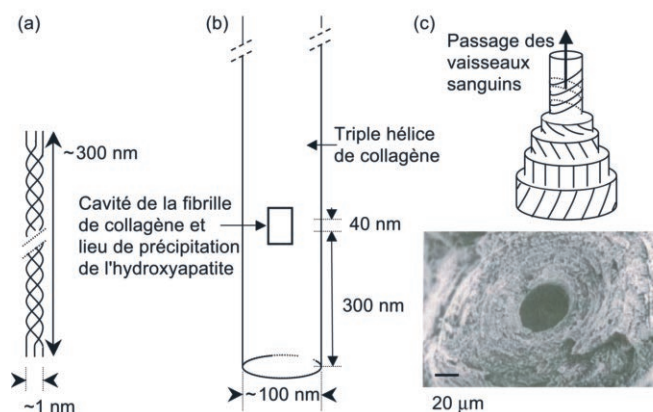 (a)
~300 nm
~1 nm
(b)
Triple hélice
de collagène
Cavité de la fibrille
de collagène et
lieu de précipitation
de l'hydroxyapatite
40 nm
300 nm
~100 nm
(c)
Passage des
vaisseaux
sanguins
20 µm